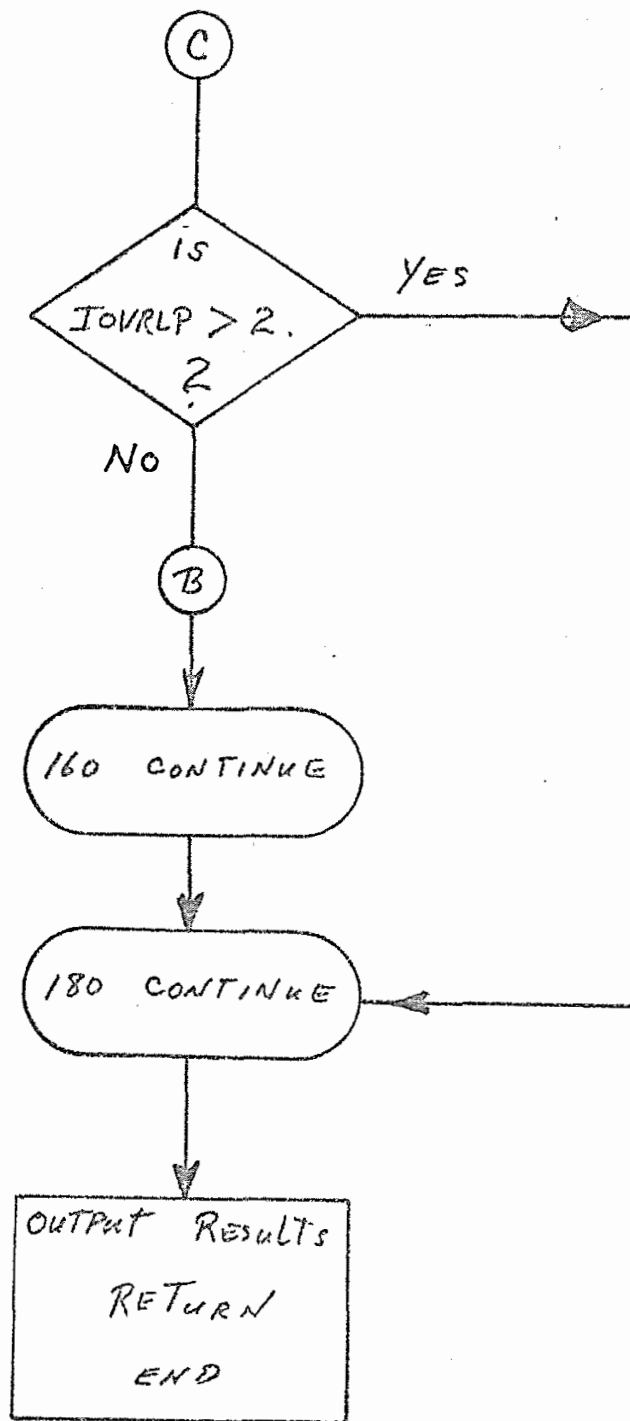 C
is
IOVRLP > 2.
?
YES
NO
B
160 CONTINUE
180 CONTINUE
OUTPUT RESULTS
RETURN
END